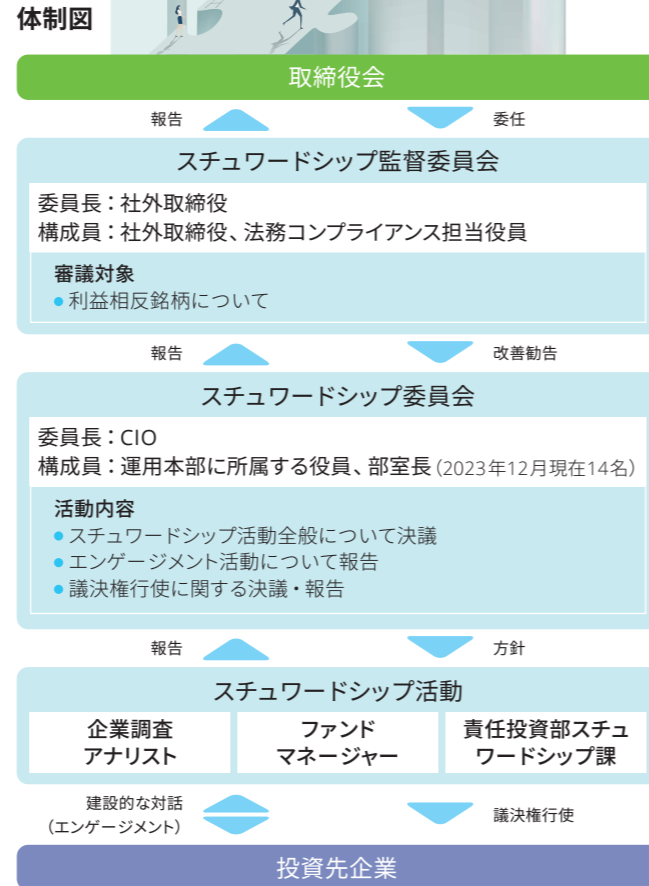 体制図
取締役会
報告 委任
スチュワードシップ監督委員会
委員長：社外取締役
構成員：社外取締役、法務コンプライアンス担当役員
審議対象
● 利益相反銘柄について
報告 改善勧告
スチュワードシップ委員会
委員長：CIO
構成員：運用本部に所属する役員、部室長（2023年12月現在14名）
活動内容
● スチュワードシップ活動全般について決議
● エンゲージメント活動について報告
● 議決権行使に関する決議・報告
報告 方針
スチュワードシップ活動
企業調査
アナリスト
ファンド
マネージャー
責任投資部スチュ
ワードシップ課
建設的な対話
（エンゲージメント）
議決権行使
投資先企業